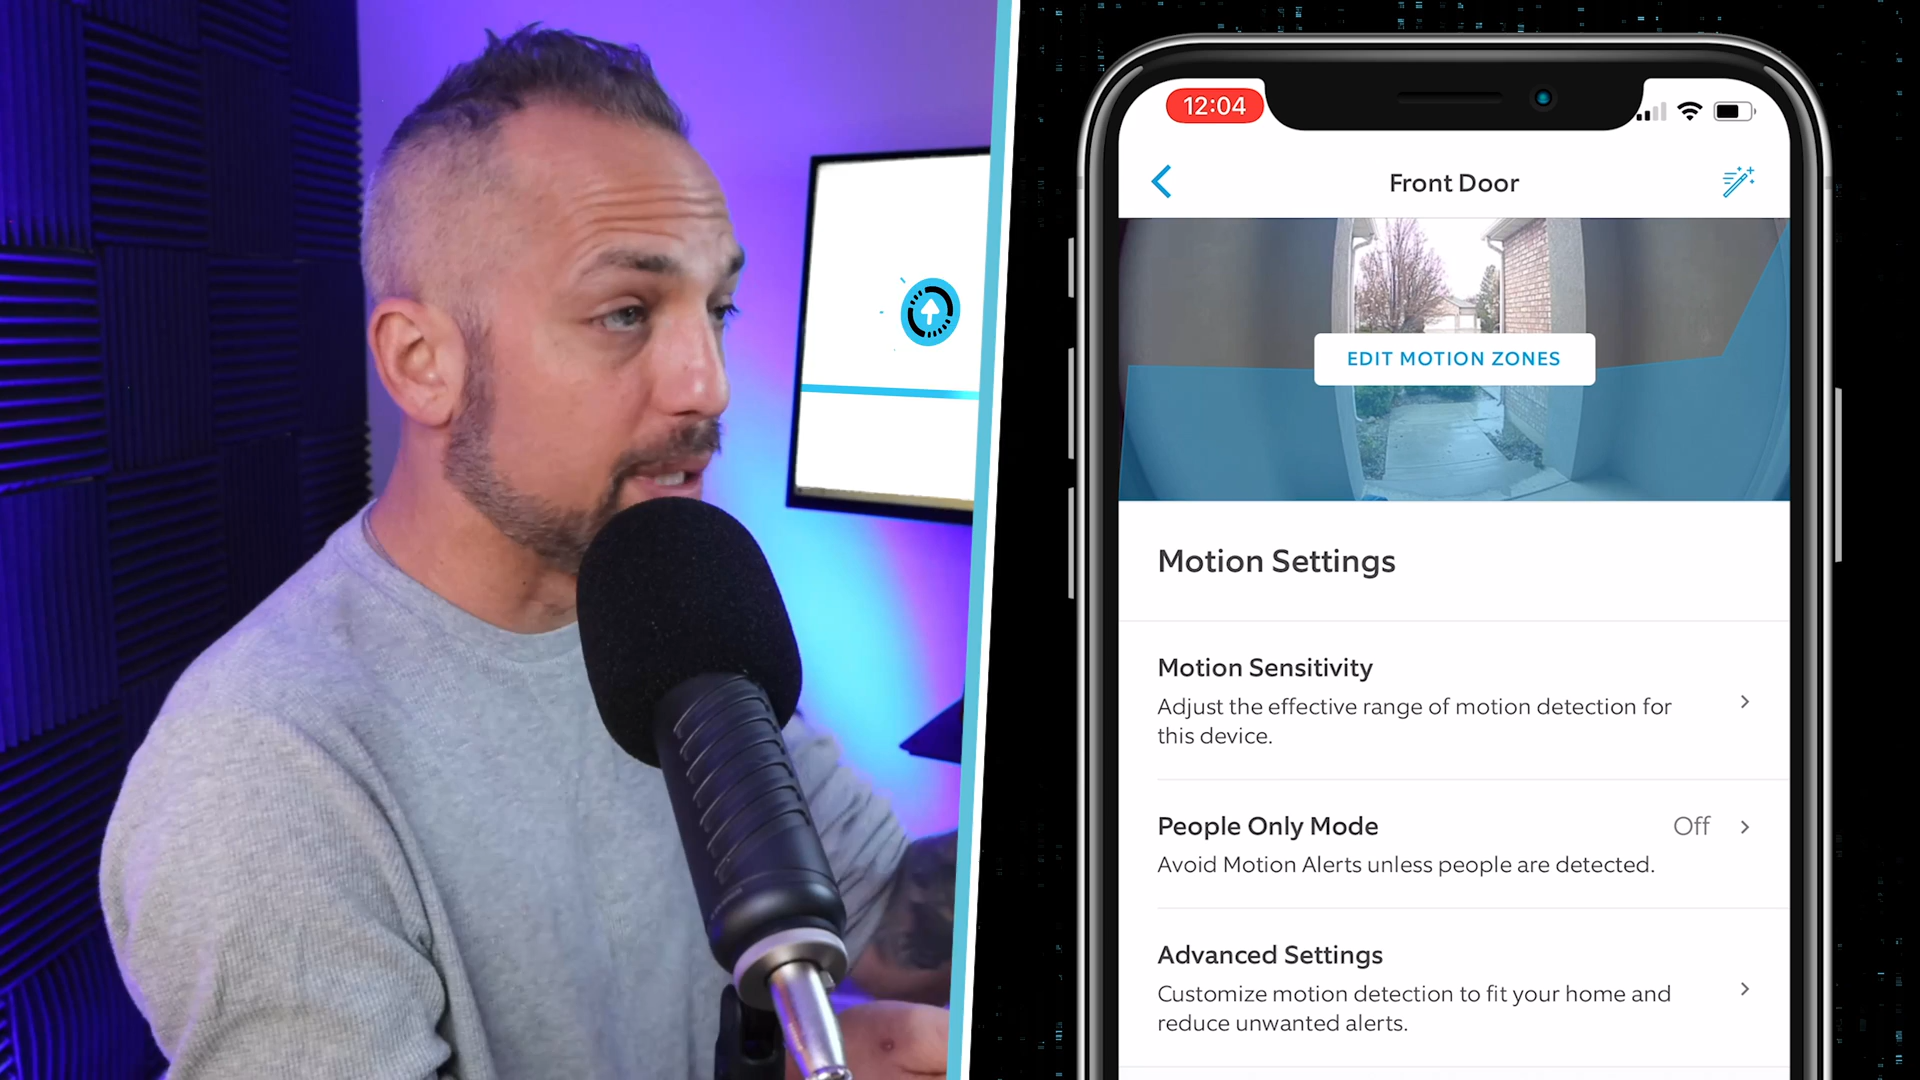 12:04
Front Door
EDIT MOTION ZONES
Motion Settings
Motion Sensitivity
Adjust the effective range of motion detection for
this device.
People Only Mode
Off
Avoid Motion Alerts unless people are detected.
Advanced Settings
Customize motion detection to fit your home and
reduce unwanted alerts.